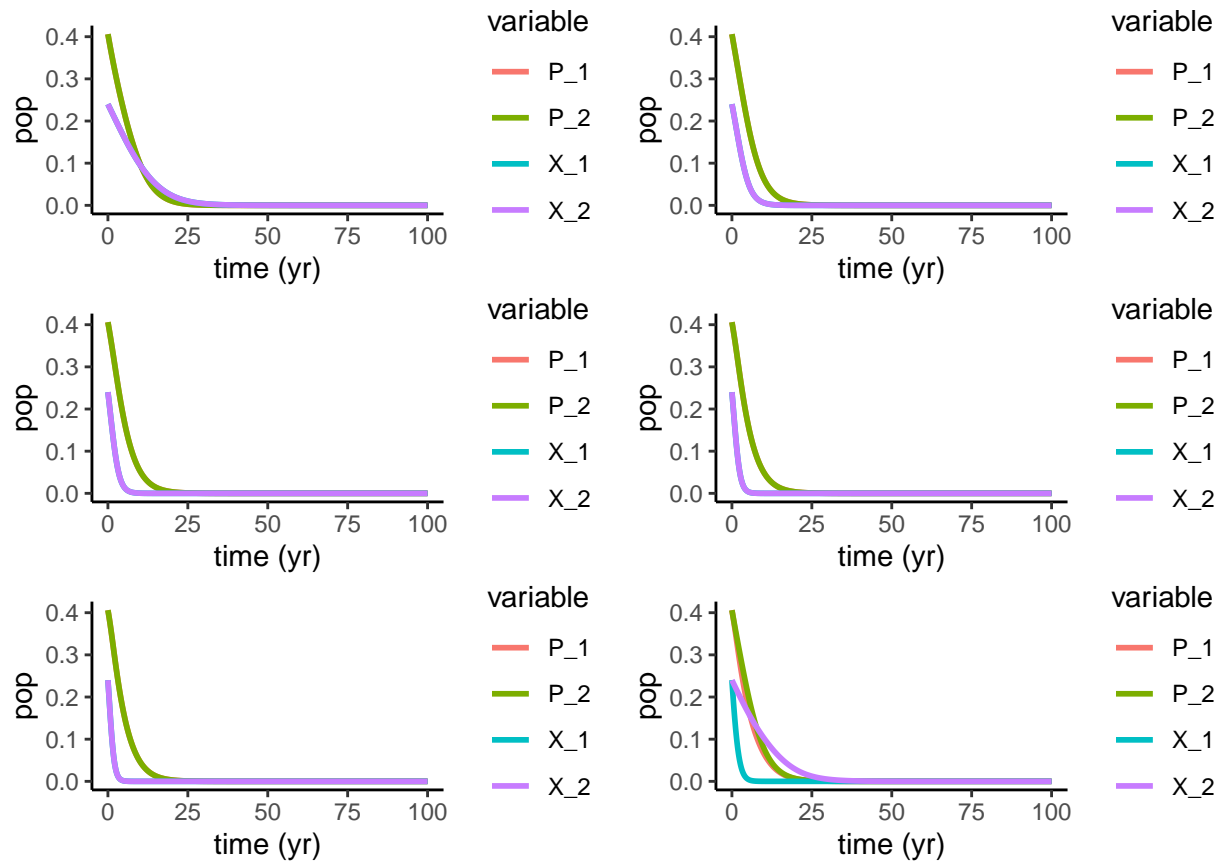 variable
0.4
0.3
0.2
0.1
0.0
pop
0 25 50 75 100
time (yr)
P_1
P_2
X_1
X_2
variable
0.4
0.3
0.2
0.1
0.0
pop
0 25 50 75 100
time (yr)
P_1
P_2
X_1
X_2
variable
0.4
0.3
0.2
0.1
0.0
pop
0 25 50 75 100
time (yr)
P_1
P_2
X_1
X_2
variable
0.4
0.3
0.2
0.1
0.0
pop
0 25 50 75 100
time (yr)
P_1
P_2
X_1
X_2
variable
0.4
0.3
0.2
0.1
0.0
pop
0 25 50 75 100
time (yr)
P_1
P_2
X_1
X_2
variable
0.4
0.3
0.2
0.1
0.0
pop
0 25 50 75 100
time (yr)
P_1
P_2
X_1
X_2